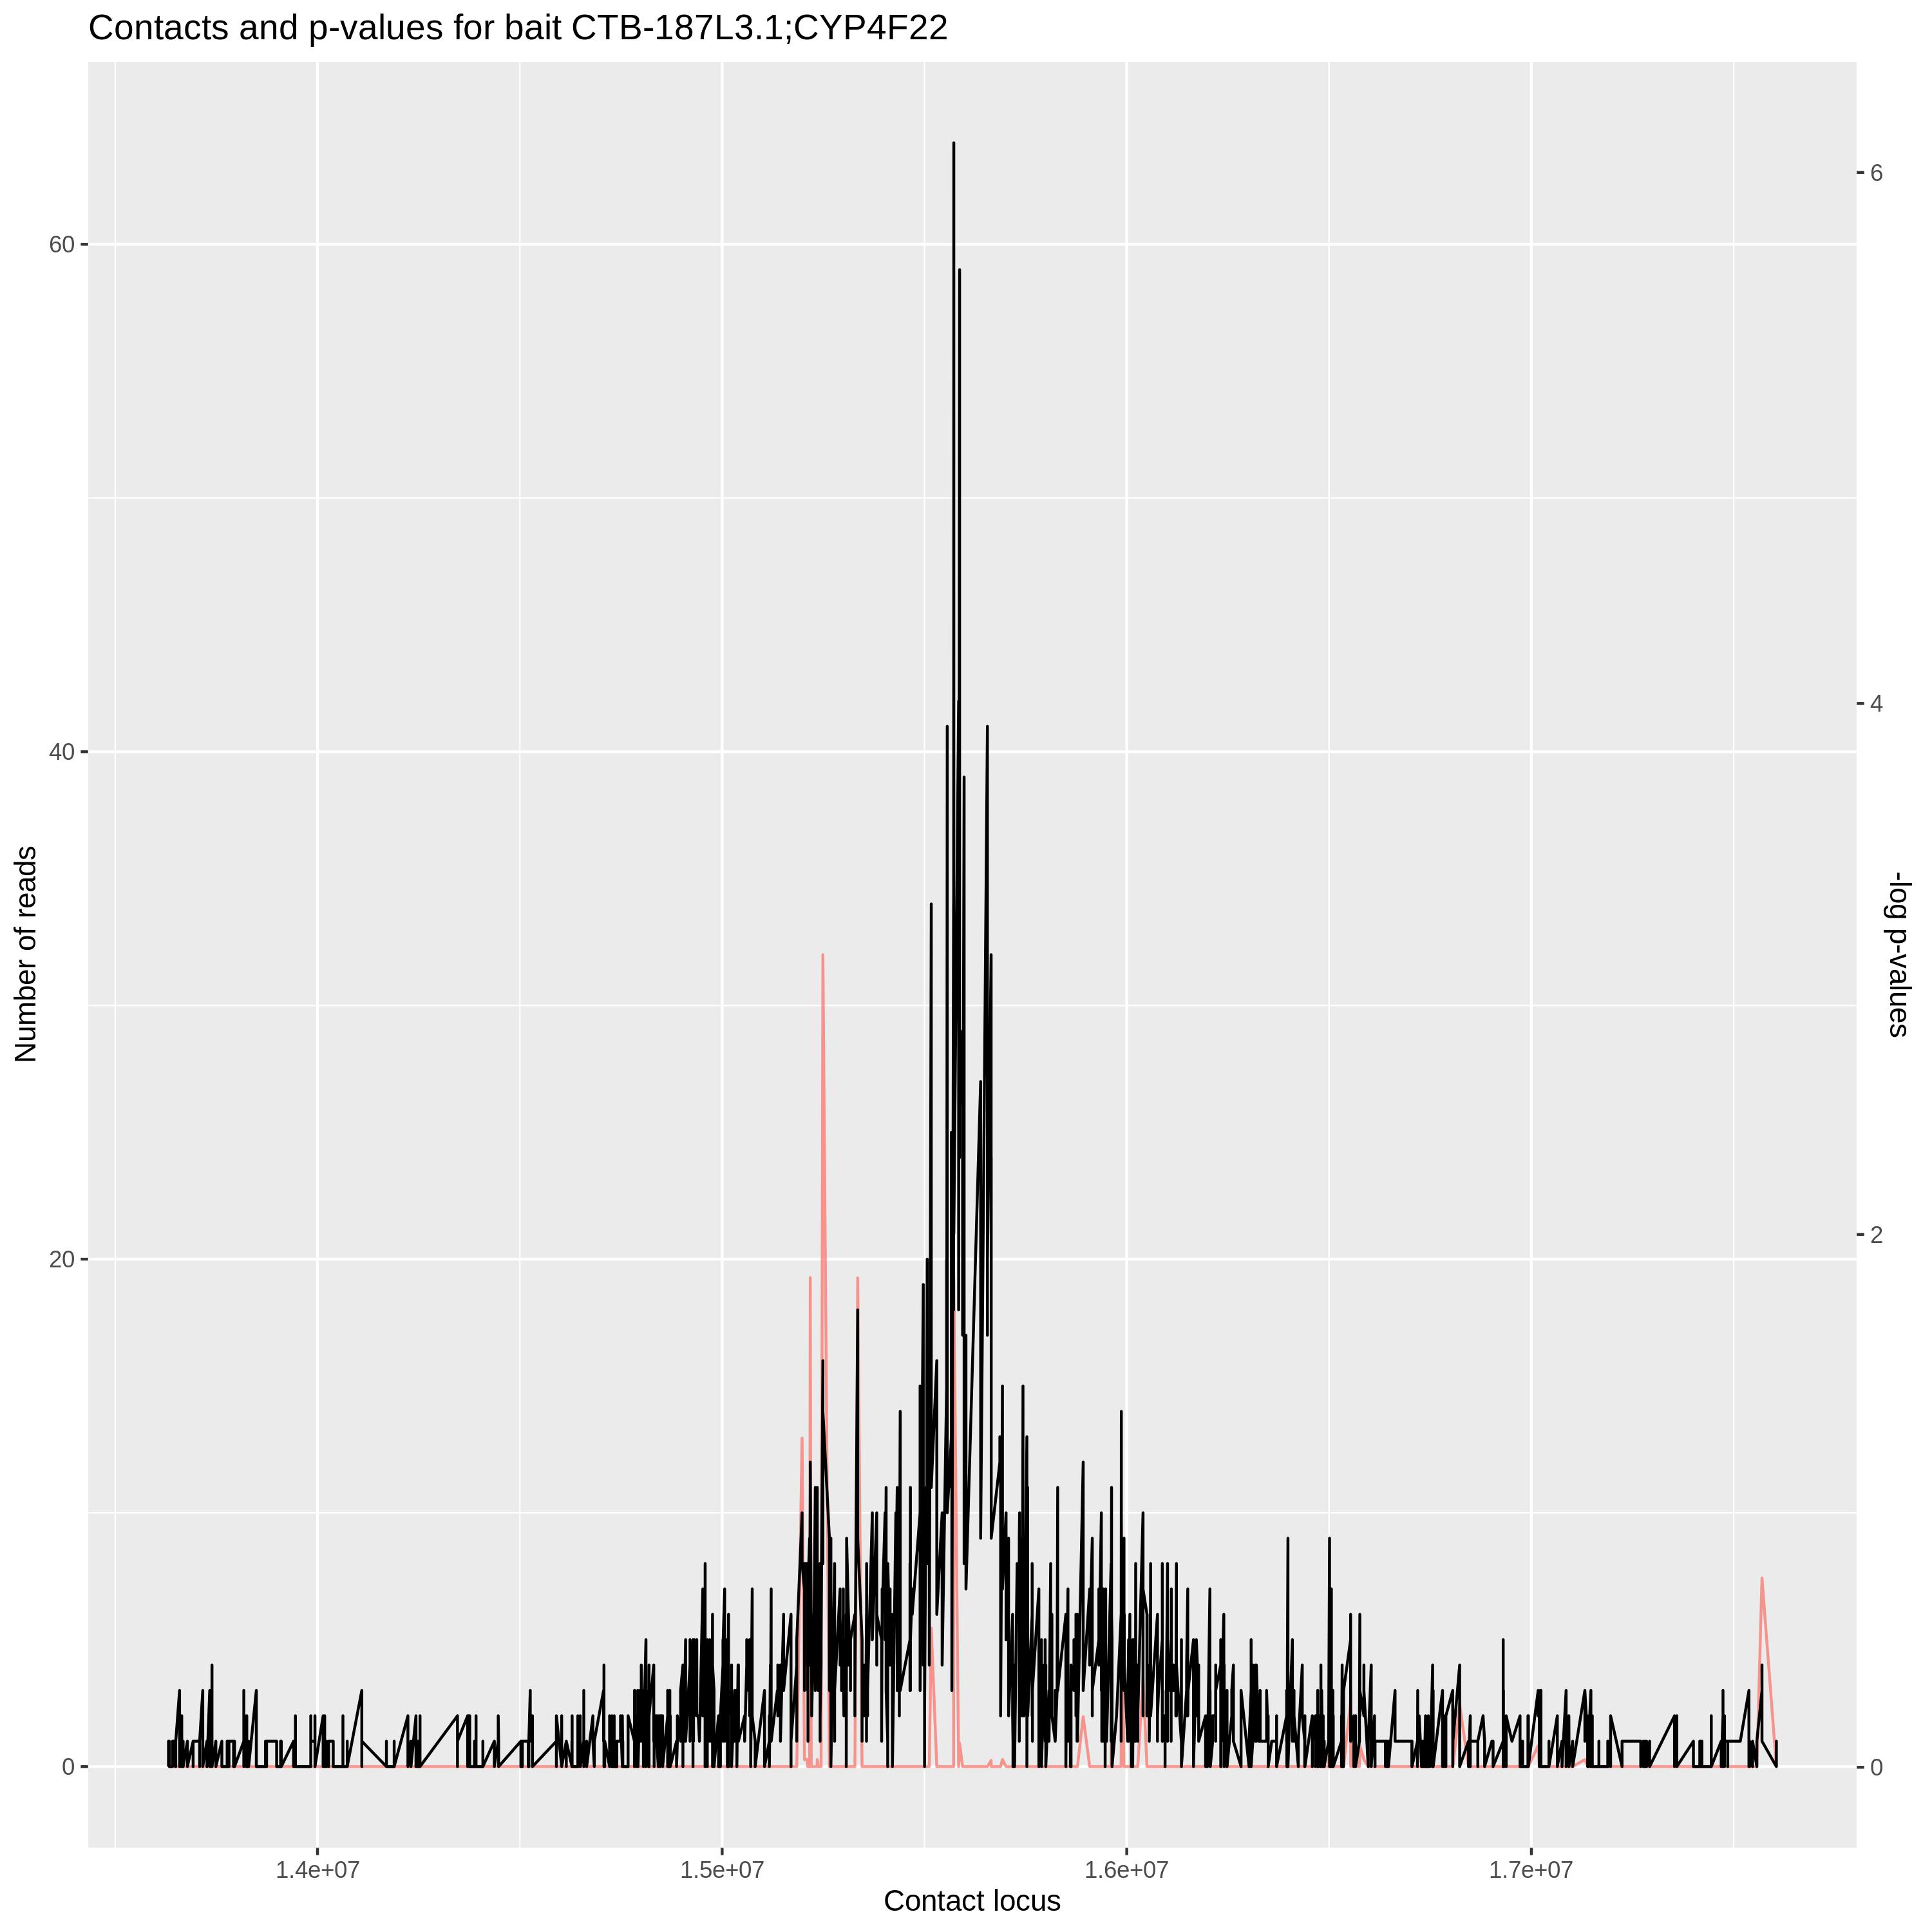 Contacts and p-values for bait CTB-187L3.1;CYP4F22
60
40
20
0
Number of reads
6
4
2
0
-log p-values
1.4e+07
1.5e+07
1.6e+07
1.7e+07
Contact locus